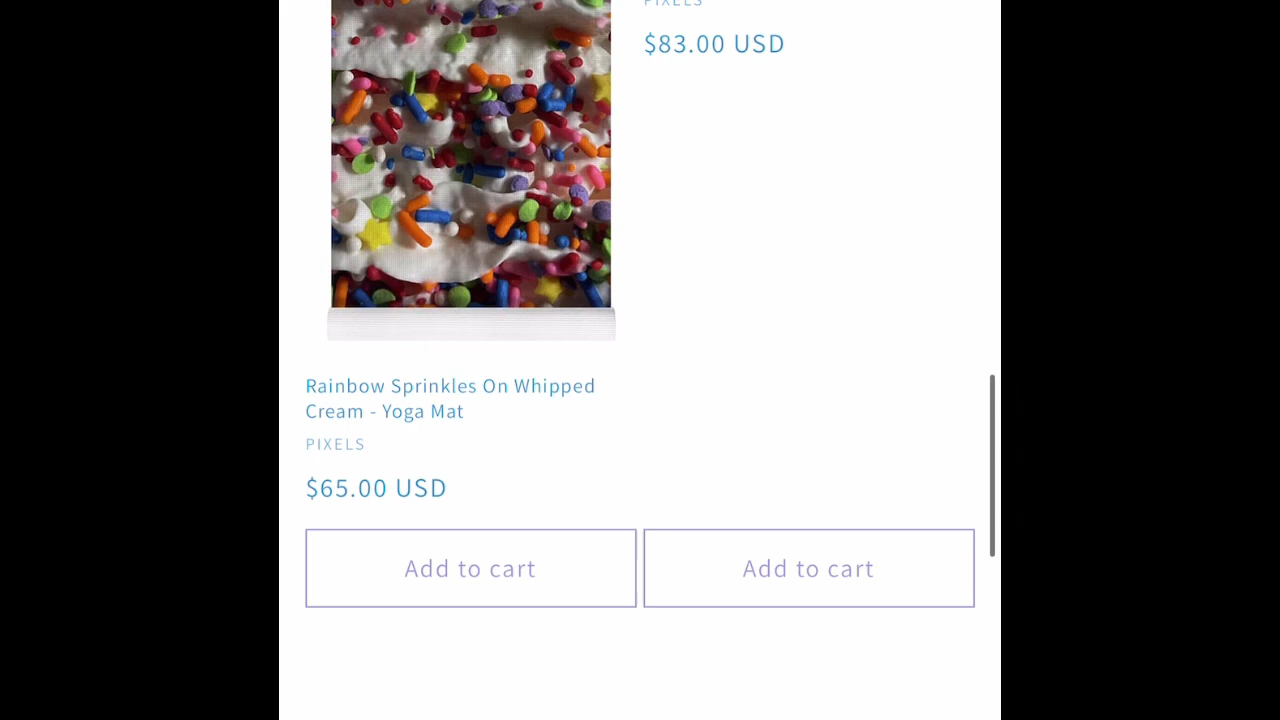 PIXELS
$83.00 USD
Rainbow Sprinkles On Whipped
Cream - Yoga Mat
PIXELS
$65.00 USD
Add to cart
Add to cart